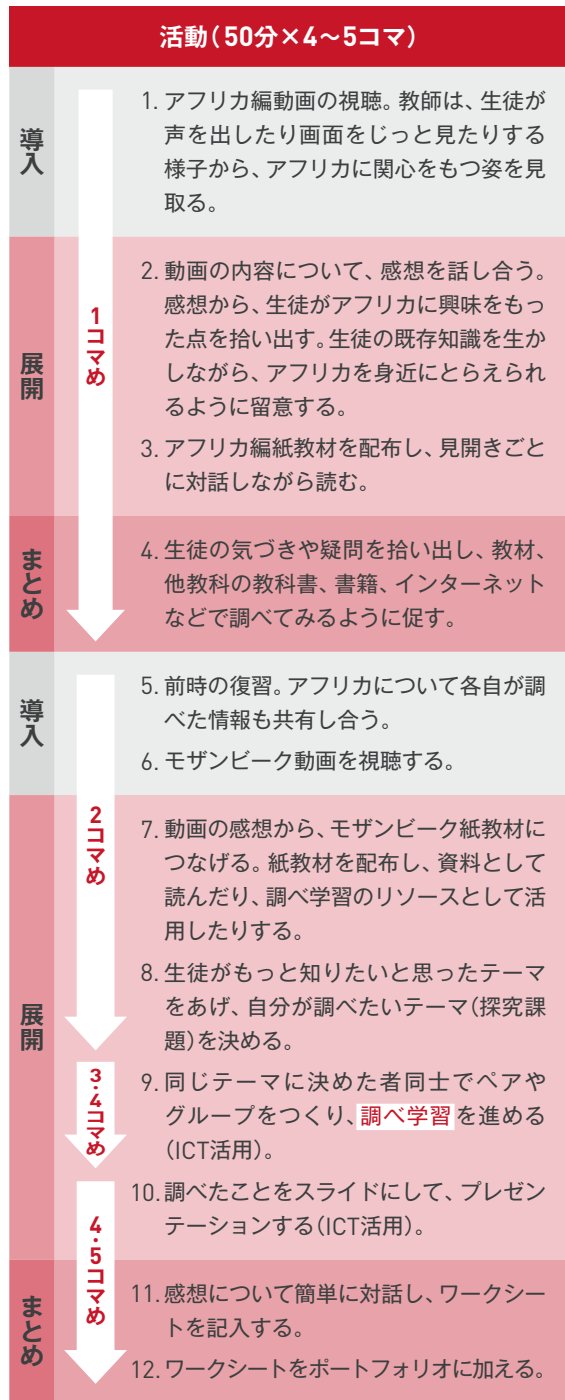 活動（50分×4～5コマ）
導入
1コマめ
1. アフリカ編動画の視聴。教師は、生徒が
声を出したり画面をじっと見たりする
様子から、アフリカに関心をもつ姿を見
取る。
展開
2. 動画の内容について、感想を話し合う。
感想から、生徒がアフリカに興味をもっ
た点を拾い出す。生徒の既存知識を生か
しながら、アフリカを身近にとらえられ
るように留意する。
3. アフリカ編紙教材を配布し、見開きごと
に対話しながら読む。
まとめ
4. 生徒の気づきや疑問を拾い出し、教材、
他教科の教科書、書籍、インターネット
などで調べてみるように促す。
導入
2コマめ
5. 前時の復習。アフリカについて各自が調
べた情報も共有し合う。
6. モザンビーク動画を視聴する。
展開
7. 動画の感想から、モザンビーク紙教材に
つなげる。紙教材を配布し、資料として
読んだり、調べ学習のリソースとして活
用したりする。
8. 生徒がもっと知りたいと思ったテーマ
をあげ、自分が調べたいテーマ（探究課
題）を決める。
3・4コマめ
9. 同じテーマに決めた者同士でペアや
グループをつくり、調べ学習を進める
（ICT活用）。
4・5コマめ
10. 調べたことをスライドにして、プレゼン
テーションする（ICT活用）。
まとめ
11. 感想について簡単に対話し、ワークシー
トを記入する。
12. ワークシートをポートフォリオに加える。